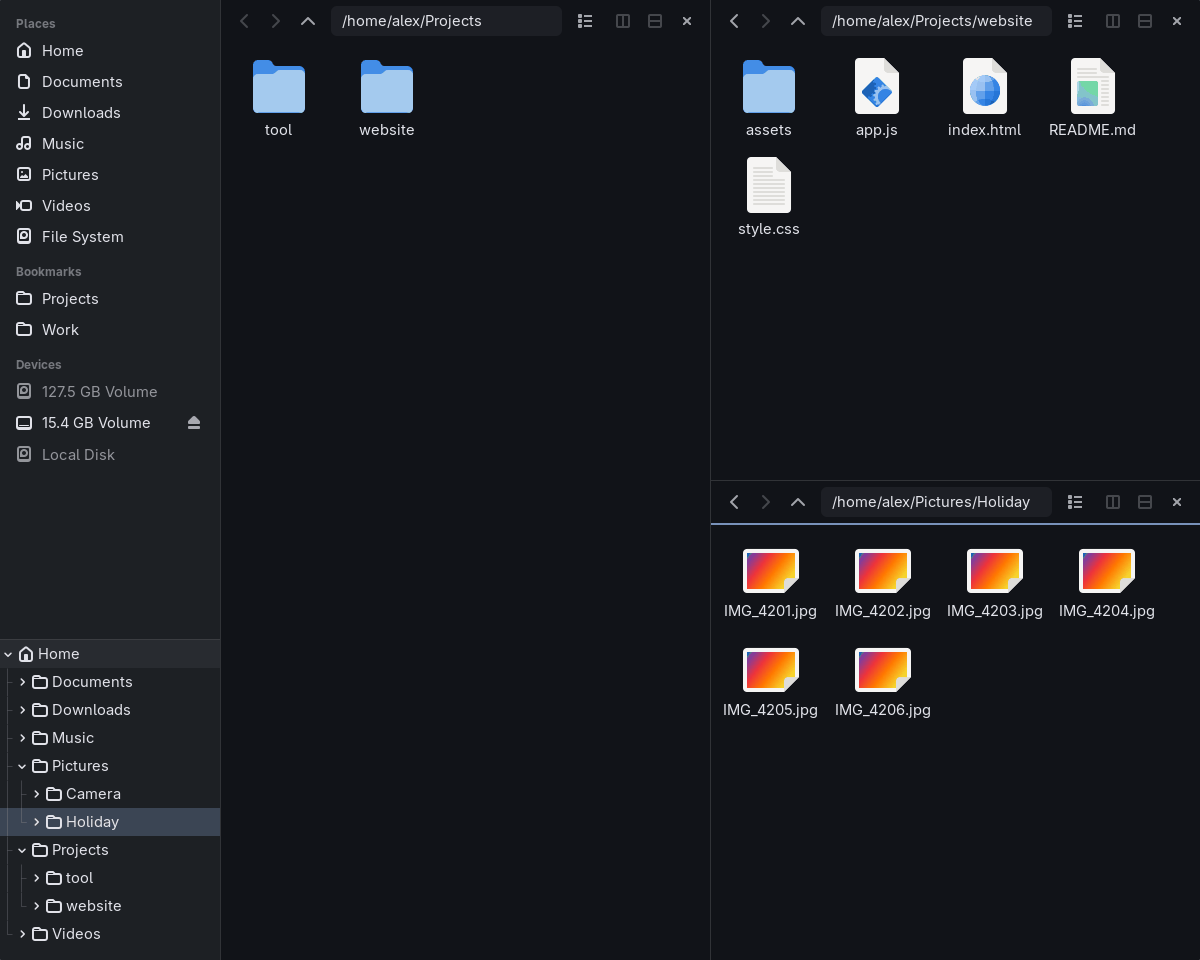 Places
Home
Documents
Downloads
Music
Pictures
Videos
File System
Bookmarks
Projects
Work
Devices
127.5 GB Volume
15.4 GB Volume
Local Disk
Home
Documents
Downloads
Music
Pictures
Camera
Holiday
Projects
tool
website
Videos
/home/alex/Projects
tool website
/home/alex/Projects/website
assets app.js index.html README.md
style.css
/home/alex/Pictures/Holiday
IMG_4201.jpg IMG_4202.jpg IMG_4203.jpg IMG_4204.jpg
IMG_4205.jpg IMG_4206.jpg